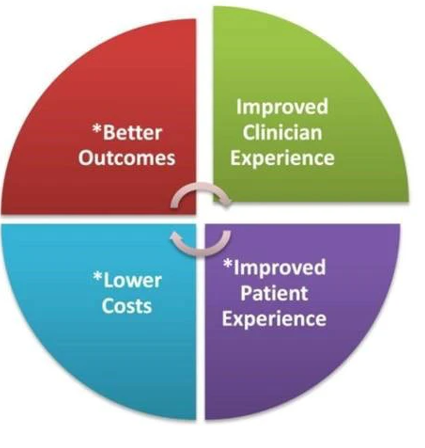 *Better
Outcomes
Improved
Clinician
Experience
*Lower
Costs
*Improved
Patient
Experience